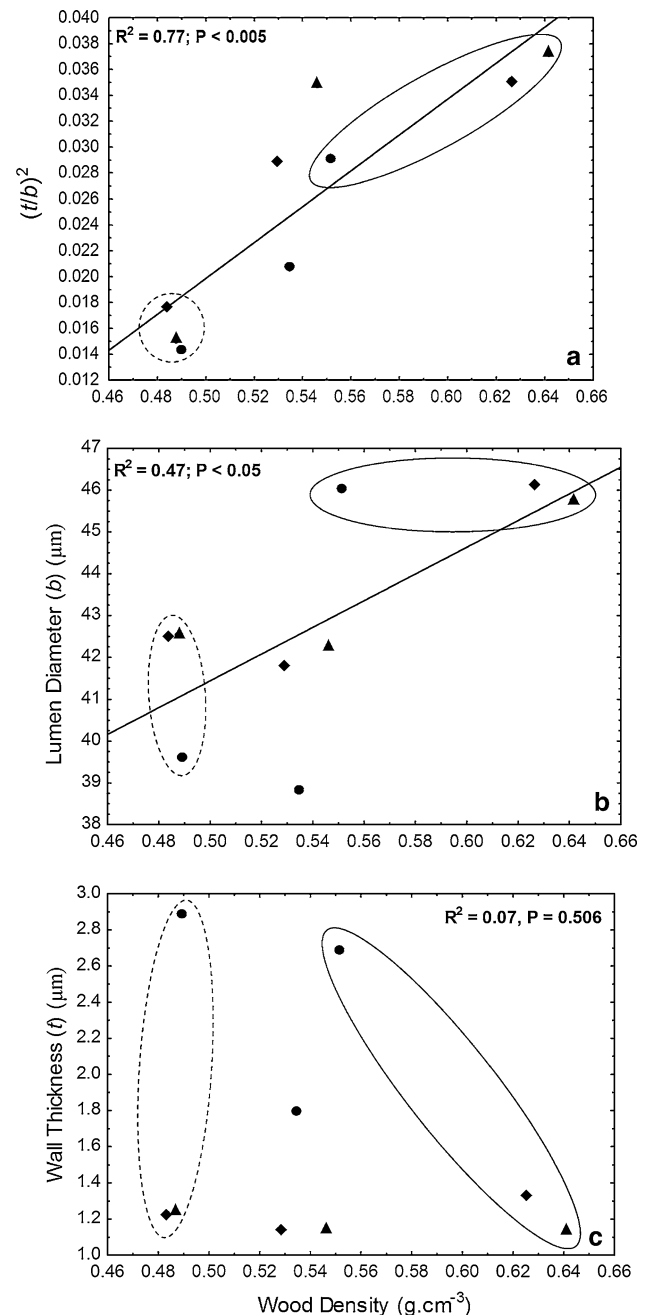 R² = 0.77; P < 0.005
0.040
0.038
0.036
0.034
0.032
0.030
0.028
0.026
0.024
0.022
0.020
0.018
0.016
0.014
0.012
(t/b)²
a
0.46 0.48 0.50 0.52 0.54 0.56 0.58 0.60 0.62 0.64 0.66
R² = 0.47; P < 0.05
47
46
45
44
43
42
41
40
39
38
Lumen Diameter (b) (μm)
b
0.46 0.48 0.50 0.52 0.54 0.56 0.58 0.60 0.62 0.64 0.66
R² = 0.07, P = 0.506
3.0
2.6
2.2
2.0
1.8
1.4
1.2
1.0
Wall Thickness (t) (μm)
c
0.46 0.48 0.50 0.52 0.54 0.56 0.58 0.60 0.62 0.64 0.66
Wood Density (g.cm⁻³)